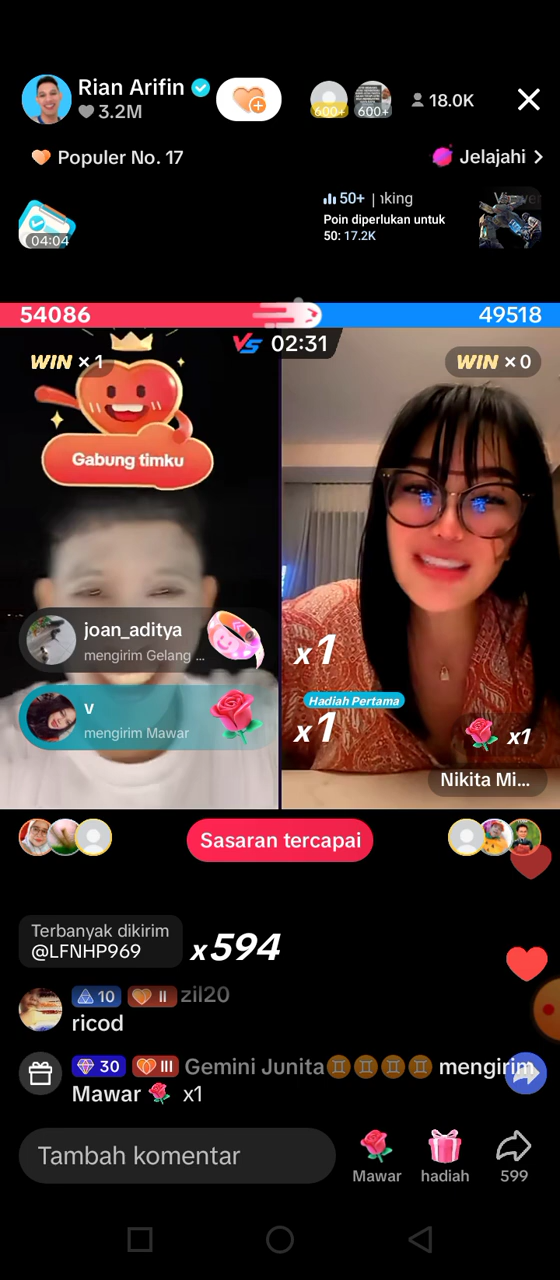 Rian Arifin
3.2M
600+
600+
18.0K
Populer No. 17
Jelajahi
04:04
50+
Poin diperlukan untuk
50: 17.2K
54086
49518
VS 02:31
WIN x 1
WIN x 0
Gabung timku
joan_aditya
mengirim Gelang ...
x1
v
mengirim Mawar
Hadiah Pertama
x1
x1
Nikita Mi...
Sasaran tercapai
Terbanyak dikirim
@LFNHP969
x594
10 II zil20
ricod
30 III Gemini Junita♊♊♊♊ mengirim
Mawar 🌹 x1
Tambah komentar
Mawar
hadiah
599